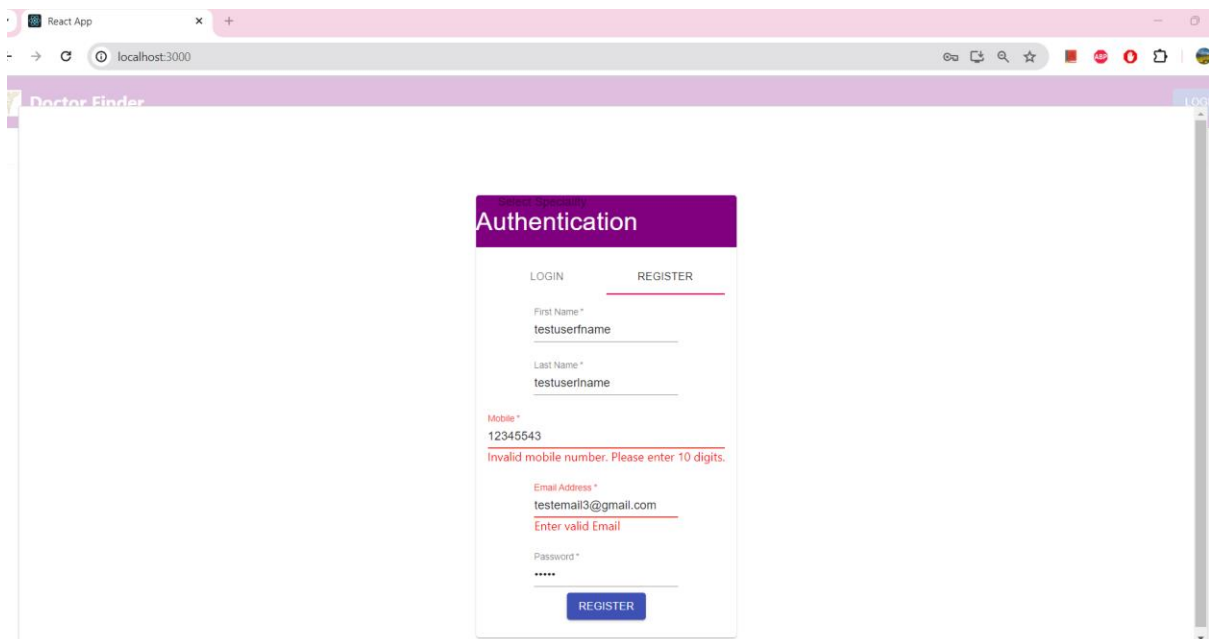 React App
localhost:3000
ABP
Doctor Finder
Select Speciality
Authentication
LOGIN REGISTER
First Name *
testuserfname
Last Name *
testuserlname
Mobile *
12345543
Invalid mobile number. Please enter 10 digits.
Email Address *
testemail3@gmail.com
Enter valid Email
Password *
•••••
REGISTER